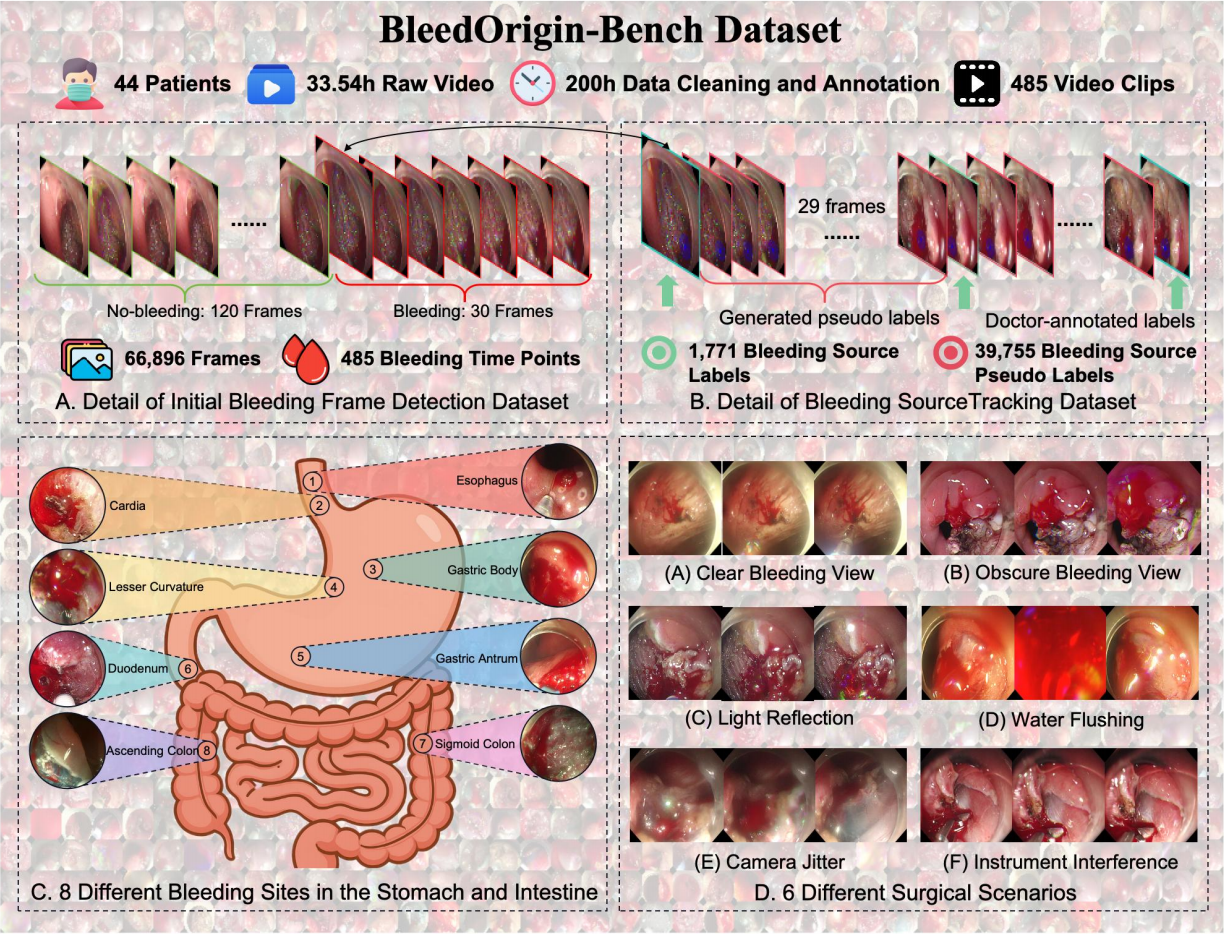 BleedOrigin-Bench Dataset
44 Patients
33.54h Raw Video
200h Data Cleaning and Annotation
485 Video Clips
......
No-bleeding: 120 Frames
Bleeding: 30 Frames
66,896 Frames
485 Bleeding Time Points
A. Detail of Initial Bleeding Frame Detection Dataset
29 frames
......
......
Generated pseudo labels
Doctor-annotated labels
1,771 Bleeding Source
Labels
39,755 Bleeding Source
Pseudo Labels
B. Detail of Bleeding SourceTracking Dataset
1
Esophagus
Cardia
2
3
Gastric Body
Lesser Curvature
4
5
Gastric Antrum
Duodenum
6
Ascending Colon
8
7
Sigmoid Colon
C. 8 Different Bleeding Sites in the Stomach and Intestine
(A) Clear Bleeding View
(B) Obscure Bleeding View
(C) Light Reflection
(D) Water Flushing
(E) Camera Jitter
(F) Instrument Interference
D. 6 Different Surgical Scenarios